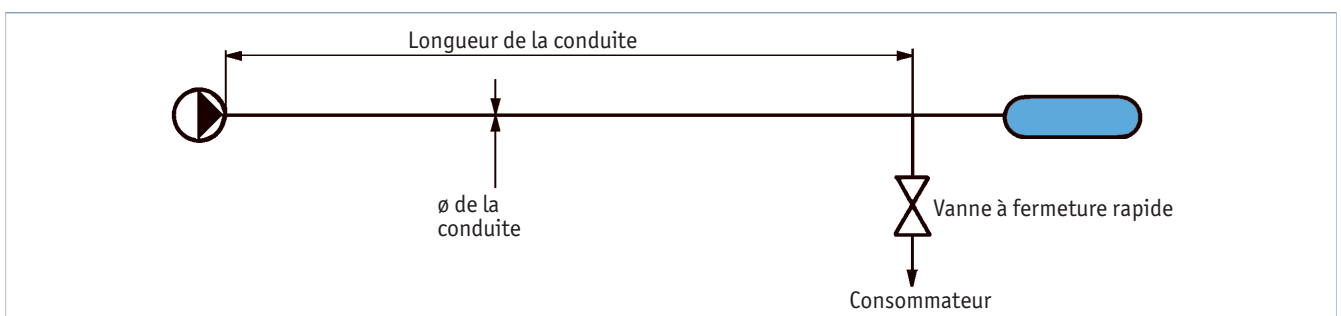 Longueur de la conduite
ø de la
conduite
Vanne à fermeture rapide
Consommateur